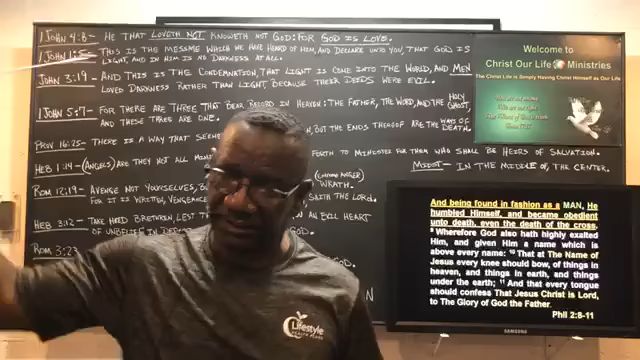 1 JOHN 4:8 - HE THAT LOVETH NOT KNOWETH NOT GOD: FOR GOD IS LOVE.
1 JOHN 1:5 - THIS IS THE MESSAGE WHICH WE HAVE HEARD OF HIM, AND DECLARE UNTO YOU, THAT GOD IS
LIGHT, AND IN HIM IS NO DARKNESS AT ALL.
JOHN 3:19 - AND THIS IS THE CONDEMNATION, THAT LIGHT IS COME INTO THE WORLD, AND MEN
LOVED DARKNESS RATHER THAN LIGHT, BECAUSE THEIR DEEDS WERE EVIL.
1 JOHN 5:7 - FOR THERE ARE THREE THAT BEAR RECORD IN HEAVEN: THE FATHER, THE WORD, AND THE HOLY GHOST,
AND THESE THREE ARE ONE.
PROV 16:25 - THERE IS A WAY THAT SEEME BUT THE ENDS THEREOF ARE THE WAYS OF DEATH.
HEB 1:14 - (ANGELS) ARE THEY NOT ALL FORTH TO MINISTER FOR THEM WHO SHALL BE HEIRS OF SALVATION.
MIDST - IN THE MIDDLE OF, THE CENTER.
ROM 12:19 - AVENGE NOT YOURSELVES, WRATH.
FOR IT IS WRITTEN, VENGEANCE SAITH THE LORD.
HEB 3:12 - TAKE HEED BRETHREN, LEST AN EVIL HEART
OF UNBELIEF IN GOD.
ROM 3:23
GOD.
N
Welcome to
Christ Our Life Ministries
The Christ Life is Simply Having Christ Himself as Our Life
And being found in fashion as a MAN, He
humbled Himself, and became obedient
unto death, even the death of the cross.
9 Wherefore God also hath highly exalted
Him, and given Him a name which is
above every name: 10 That at The Name of
Jesus every knee should bow, of things in
heaven, and things in earth, and things
under the earth; 11 And that every tongue
should confess That Jesus Christ is Lord,
to The Glory of God the Father.
Phil 2:8-11
SAMSUNG
Lifestyle